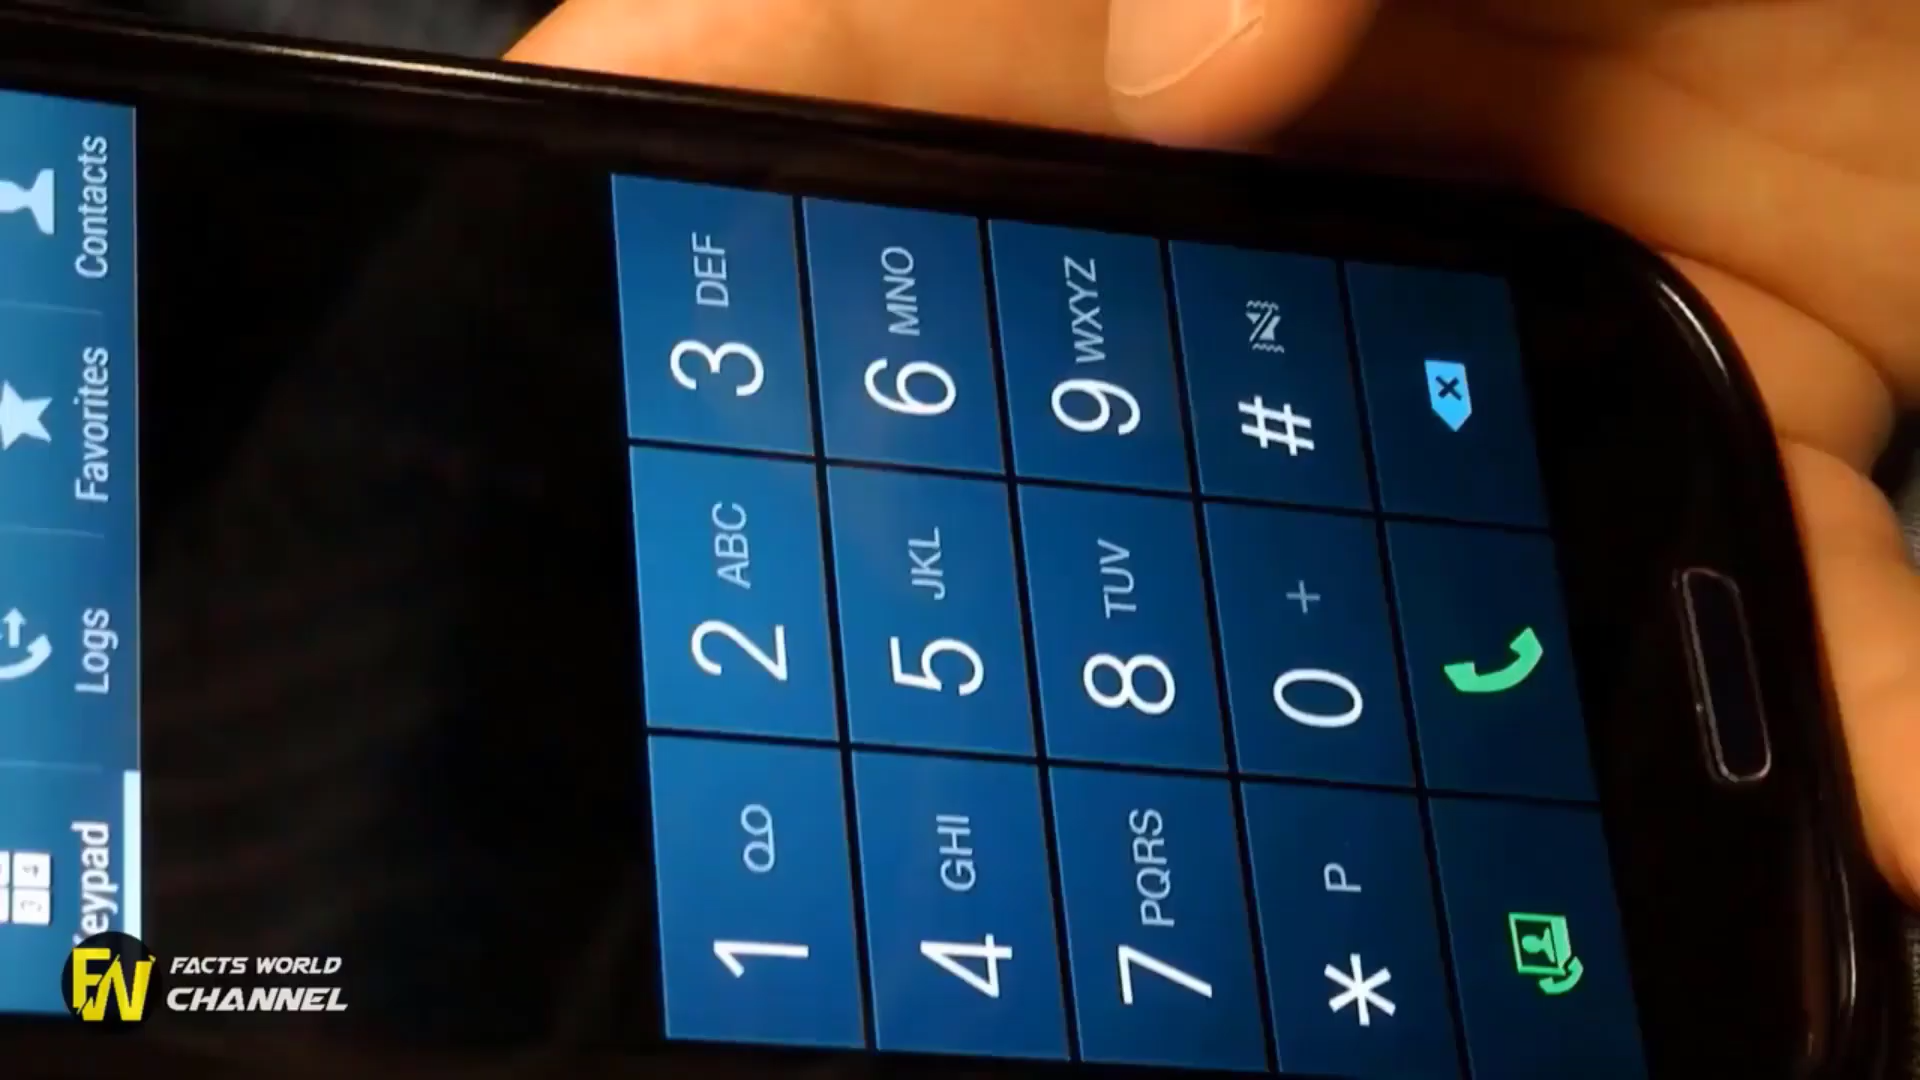 Keypad
Logs
Favorites
Contacts
1
2 ABC
3 DEF
4 GHI
5 JKL
6 MNO
7 PQRS
8 TUV
9 WXYZ
* P
0 +
#
FW
FACTS WORLD
CHANNEL